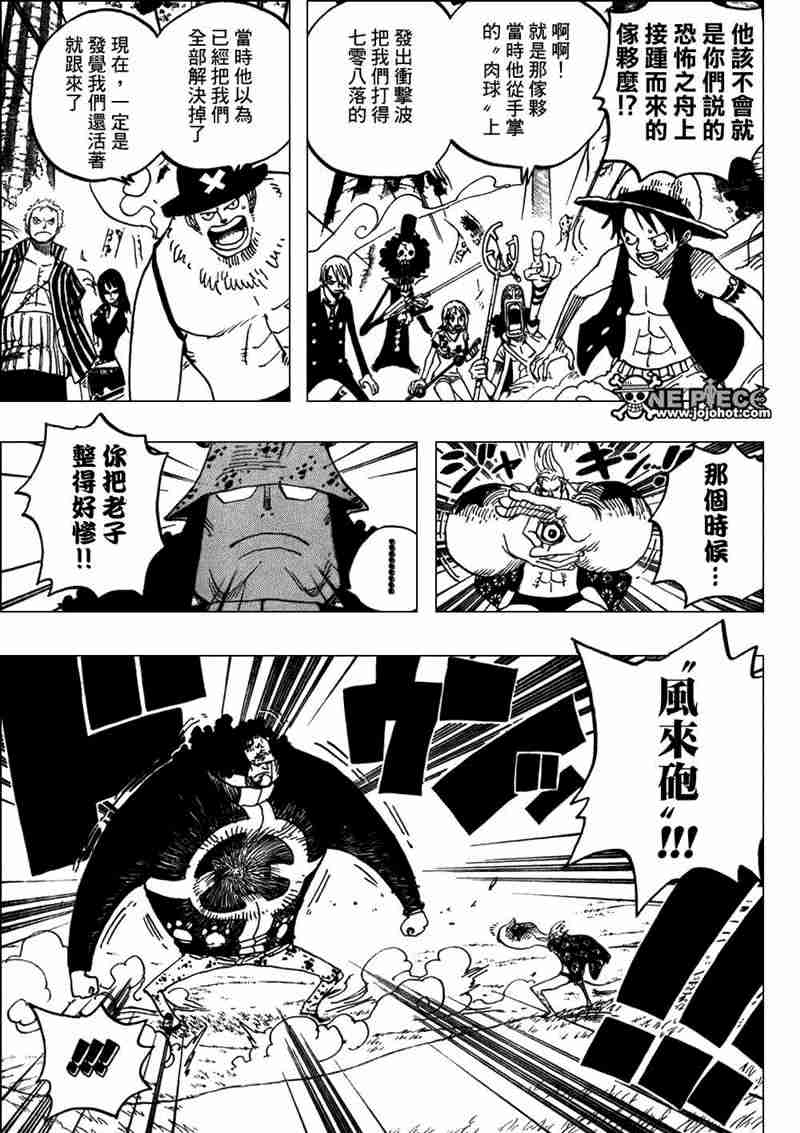 他該不會就
是你們說的
恐怖之舟上
接踵而來的
傢夥麼!?
啊啊!
就是那傢夥
當時他從手掌
的〝肉球〞上
發出衝擊波
把我們打得
七零八落的
當時他以為
已經把我們
全部解決掉了
現在，一定是
發覺我們還活著
就跟來了
ONE PIECE
www.jojohot.com
那個時候…
………
你把老子
整得好慘!!
〝風來砲〞!!!
!!!